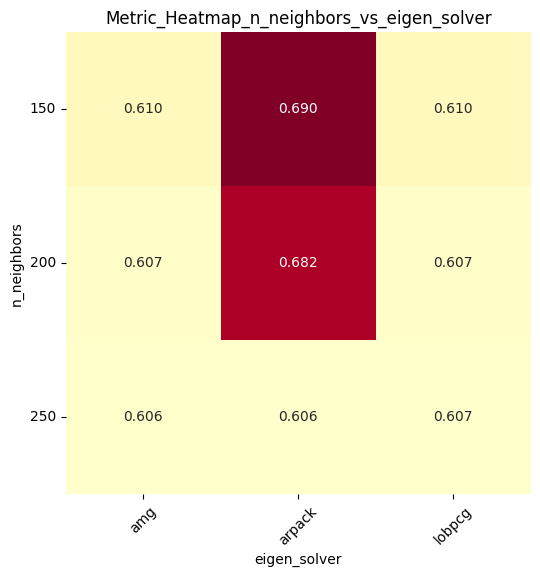 Metric_Heatmap_n_neighbors_vs_eigen_solver
n_neighbors
150
0.610
0.690
0.610
200
0.607
0.682
0.607
250
0.606
0.606
0.607
amg
arpack
lobpcg
eigen_solver